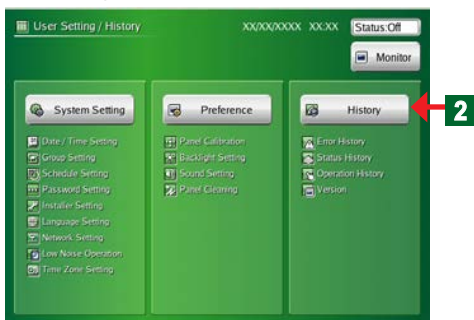 User Setting / History
XX/XX/XXXX XX:XX
Status:Off
Monitor
System Setting
Date / Time Setting
Group Setting
Schedule Setting
Password Setting
Installer Setting
Language Setting
Network Setting
Low Noise Operation
Time Zone Setting
Preference
Panel Calibration
Backlight Setting
Sound Setting
Panel Cleaning
History
Error History
Status History
Operation History
Version
2